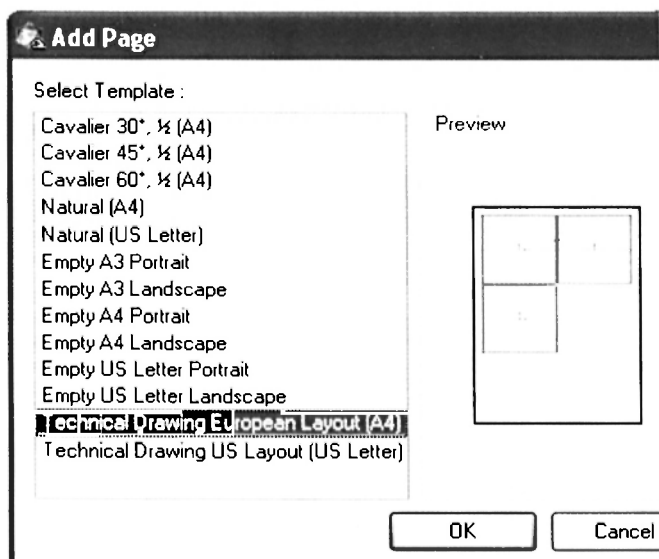 Add Page
Select Template :
Cavalier 30°, ½ (A4)
Cavalier 45°, ½ (A4)
Cavalier 60°, ½ (A4)
Natural (A4)
Natural (US Letter)
Empty A3 Portrait
Empty A3 Landscape
Empty A4 Portrait
Empty A4 Landscape
Empty US Letter Portrait
Empty US Letter Landscape
Technical Drawing European Layout (A4)
Technical Drawing US Layout (US Letter)
Preview
OK
Cancel